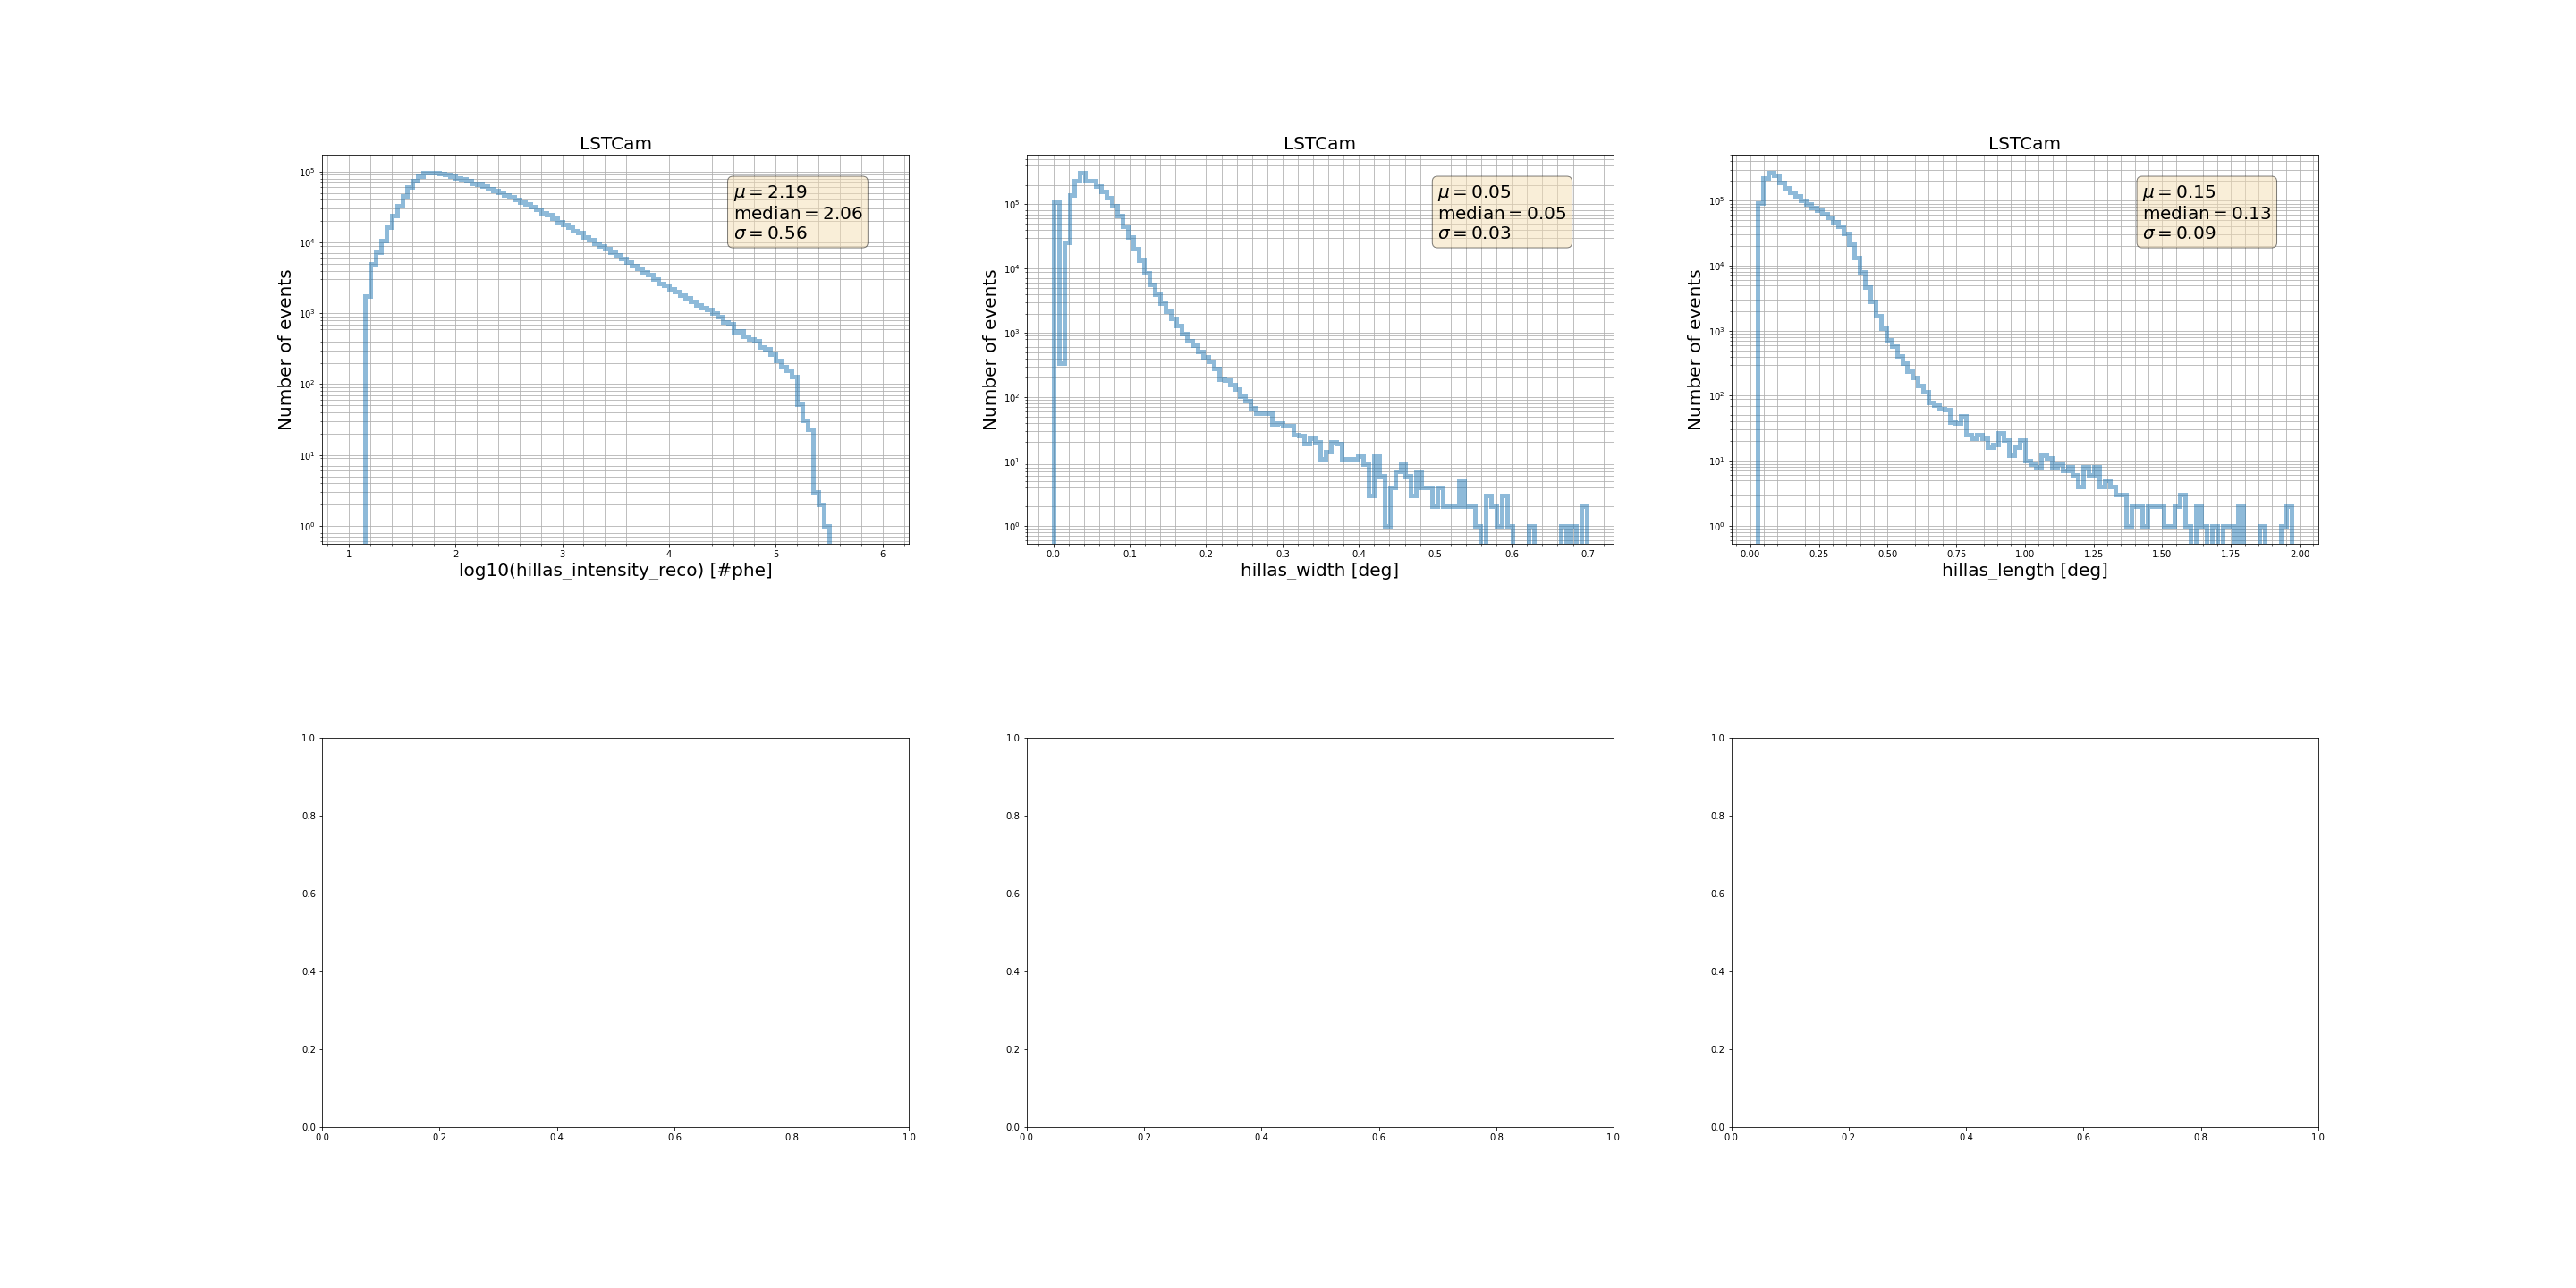 LSTCam
10^5
10^4
10^3
10^2
10^1
10^0
Number of events
μ = 2.19
median = 2.06
σ = 0.56
1 2 3 4 5 6
log10(hillas_intensity_reco) [#phe]
LSTCam
10^5
10^4
10^3
10^2
10^1
10^0
Number of events
μ = 0.05
median = 0.05
σ = 0.03
0.0 0.1 0.2 0.3 0.4 0.5 0.6 0.7
hillas_width [deg]
LSTCam
10^5
10^4
10^3
10^2
10^1
10^0
Number of events
μ = 0.15
median = 0.13
σ = 0.09
0.00 0.25 0.50 0.75 1.00 1.25 1.50 1.75 2.00
hillas_length [deg]
1.0
0.8
0.6
0.4
0.2
0.0
0.0 0.2 0.4 0.6 0.8 1.0
1.0
0.8
0.6
0.4
0.2
0.0
0.0 0.2 0.4 0.6 0.8 1.0
1.0
0.8
0.6
0.4
0.2
0.0
0.0 0.2 0.4 0.6 0.8 1.0